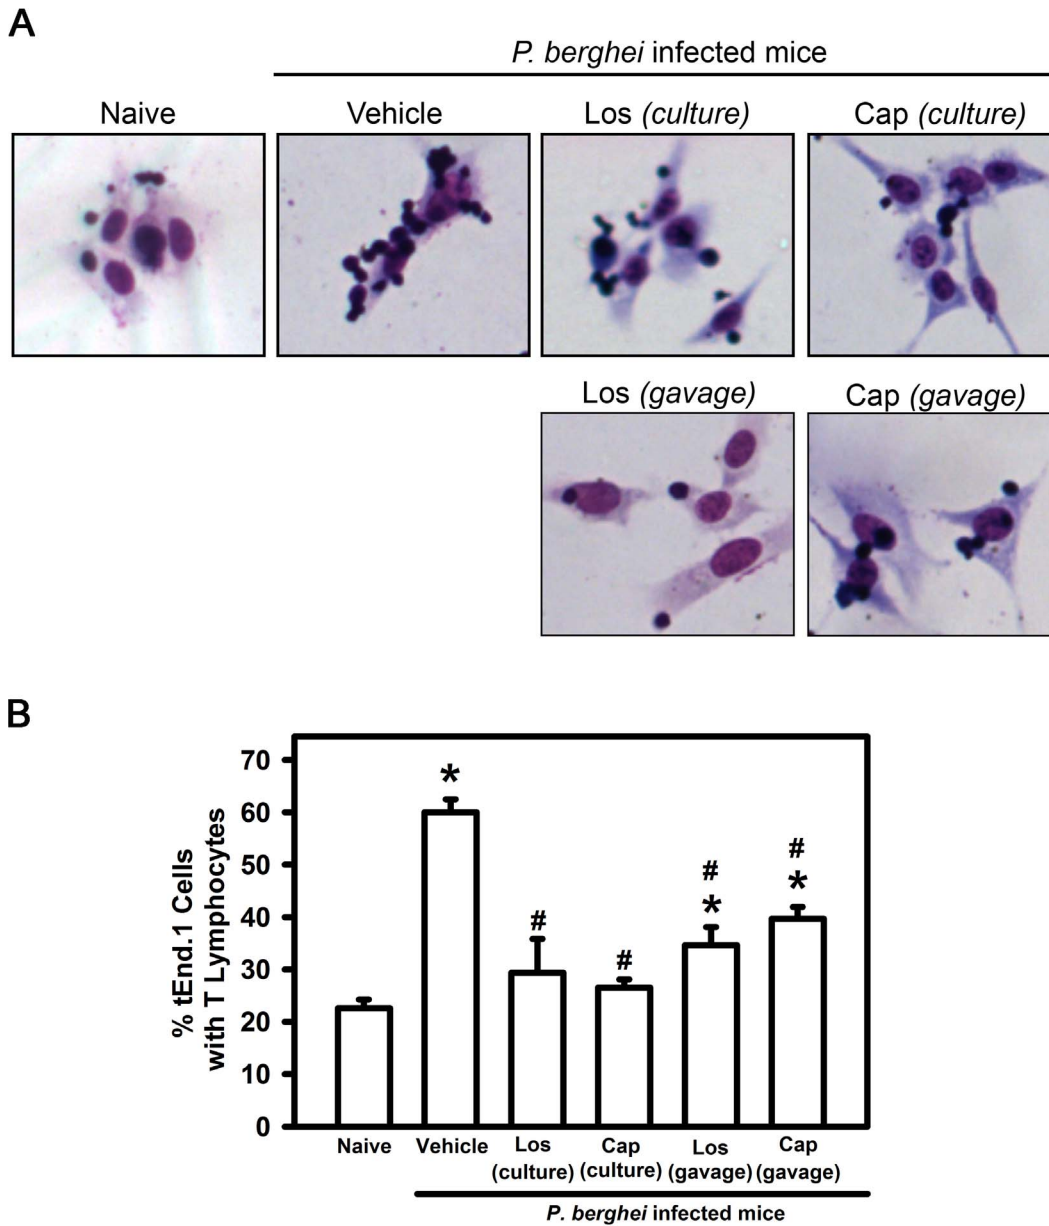 A
P. berghei infected mice
Naive
Vehicle
Los (culture)
Cap (culture)
Los (gavage)
Cap (gavage)
B
% tEnd.1 Cells
with T Lymphocytes
70
60
50
40
30
20
10
0
*
#
#
#
*
#
*
Naive
Vehicle
Los
(culture)
Cap
(culture)
Los
(gavage)
Cap
(gavage)
P. berghei infected mice